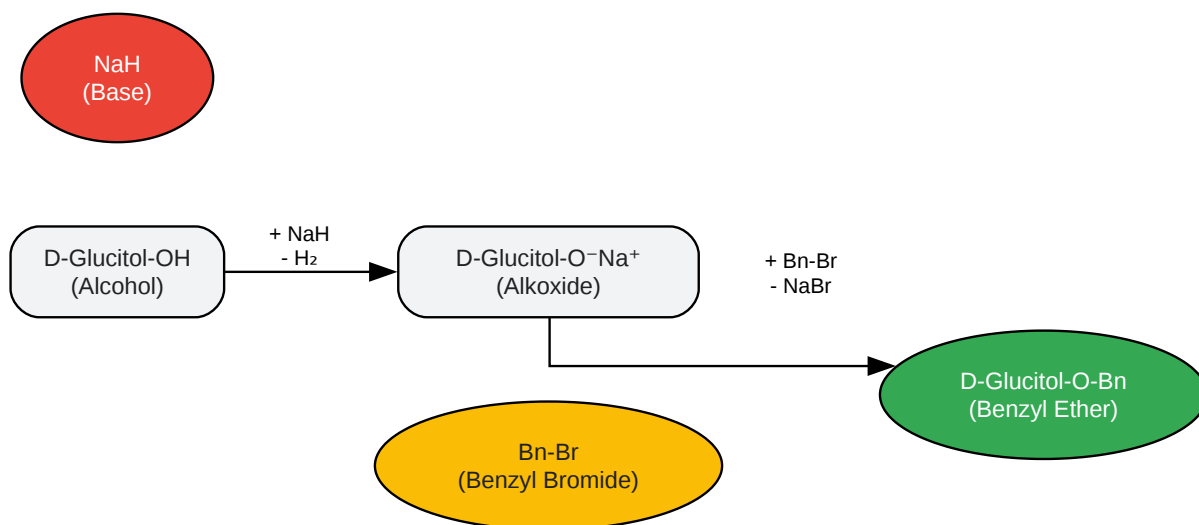 NaH
(Base)
D-Glucitol-OH
(Alcohol)
+ NaH
- H₂
D-Glucitol-O⁻Na⁺
(Alkoxide)
+ Bn-Br
- NaBr
D-Glucitol-O-Bn
(Benzyl Ether)
Bn-Br
(Benzyl Bromide)